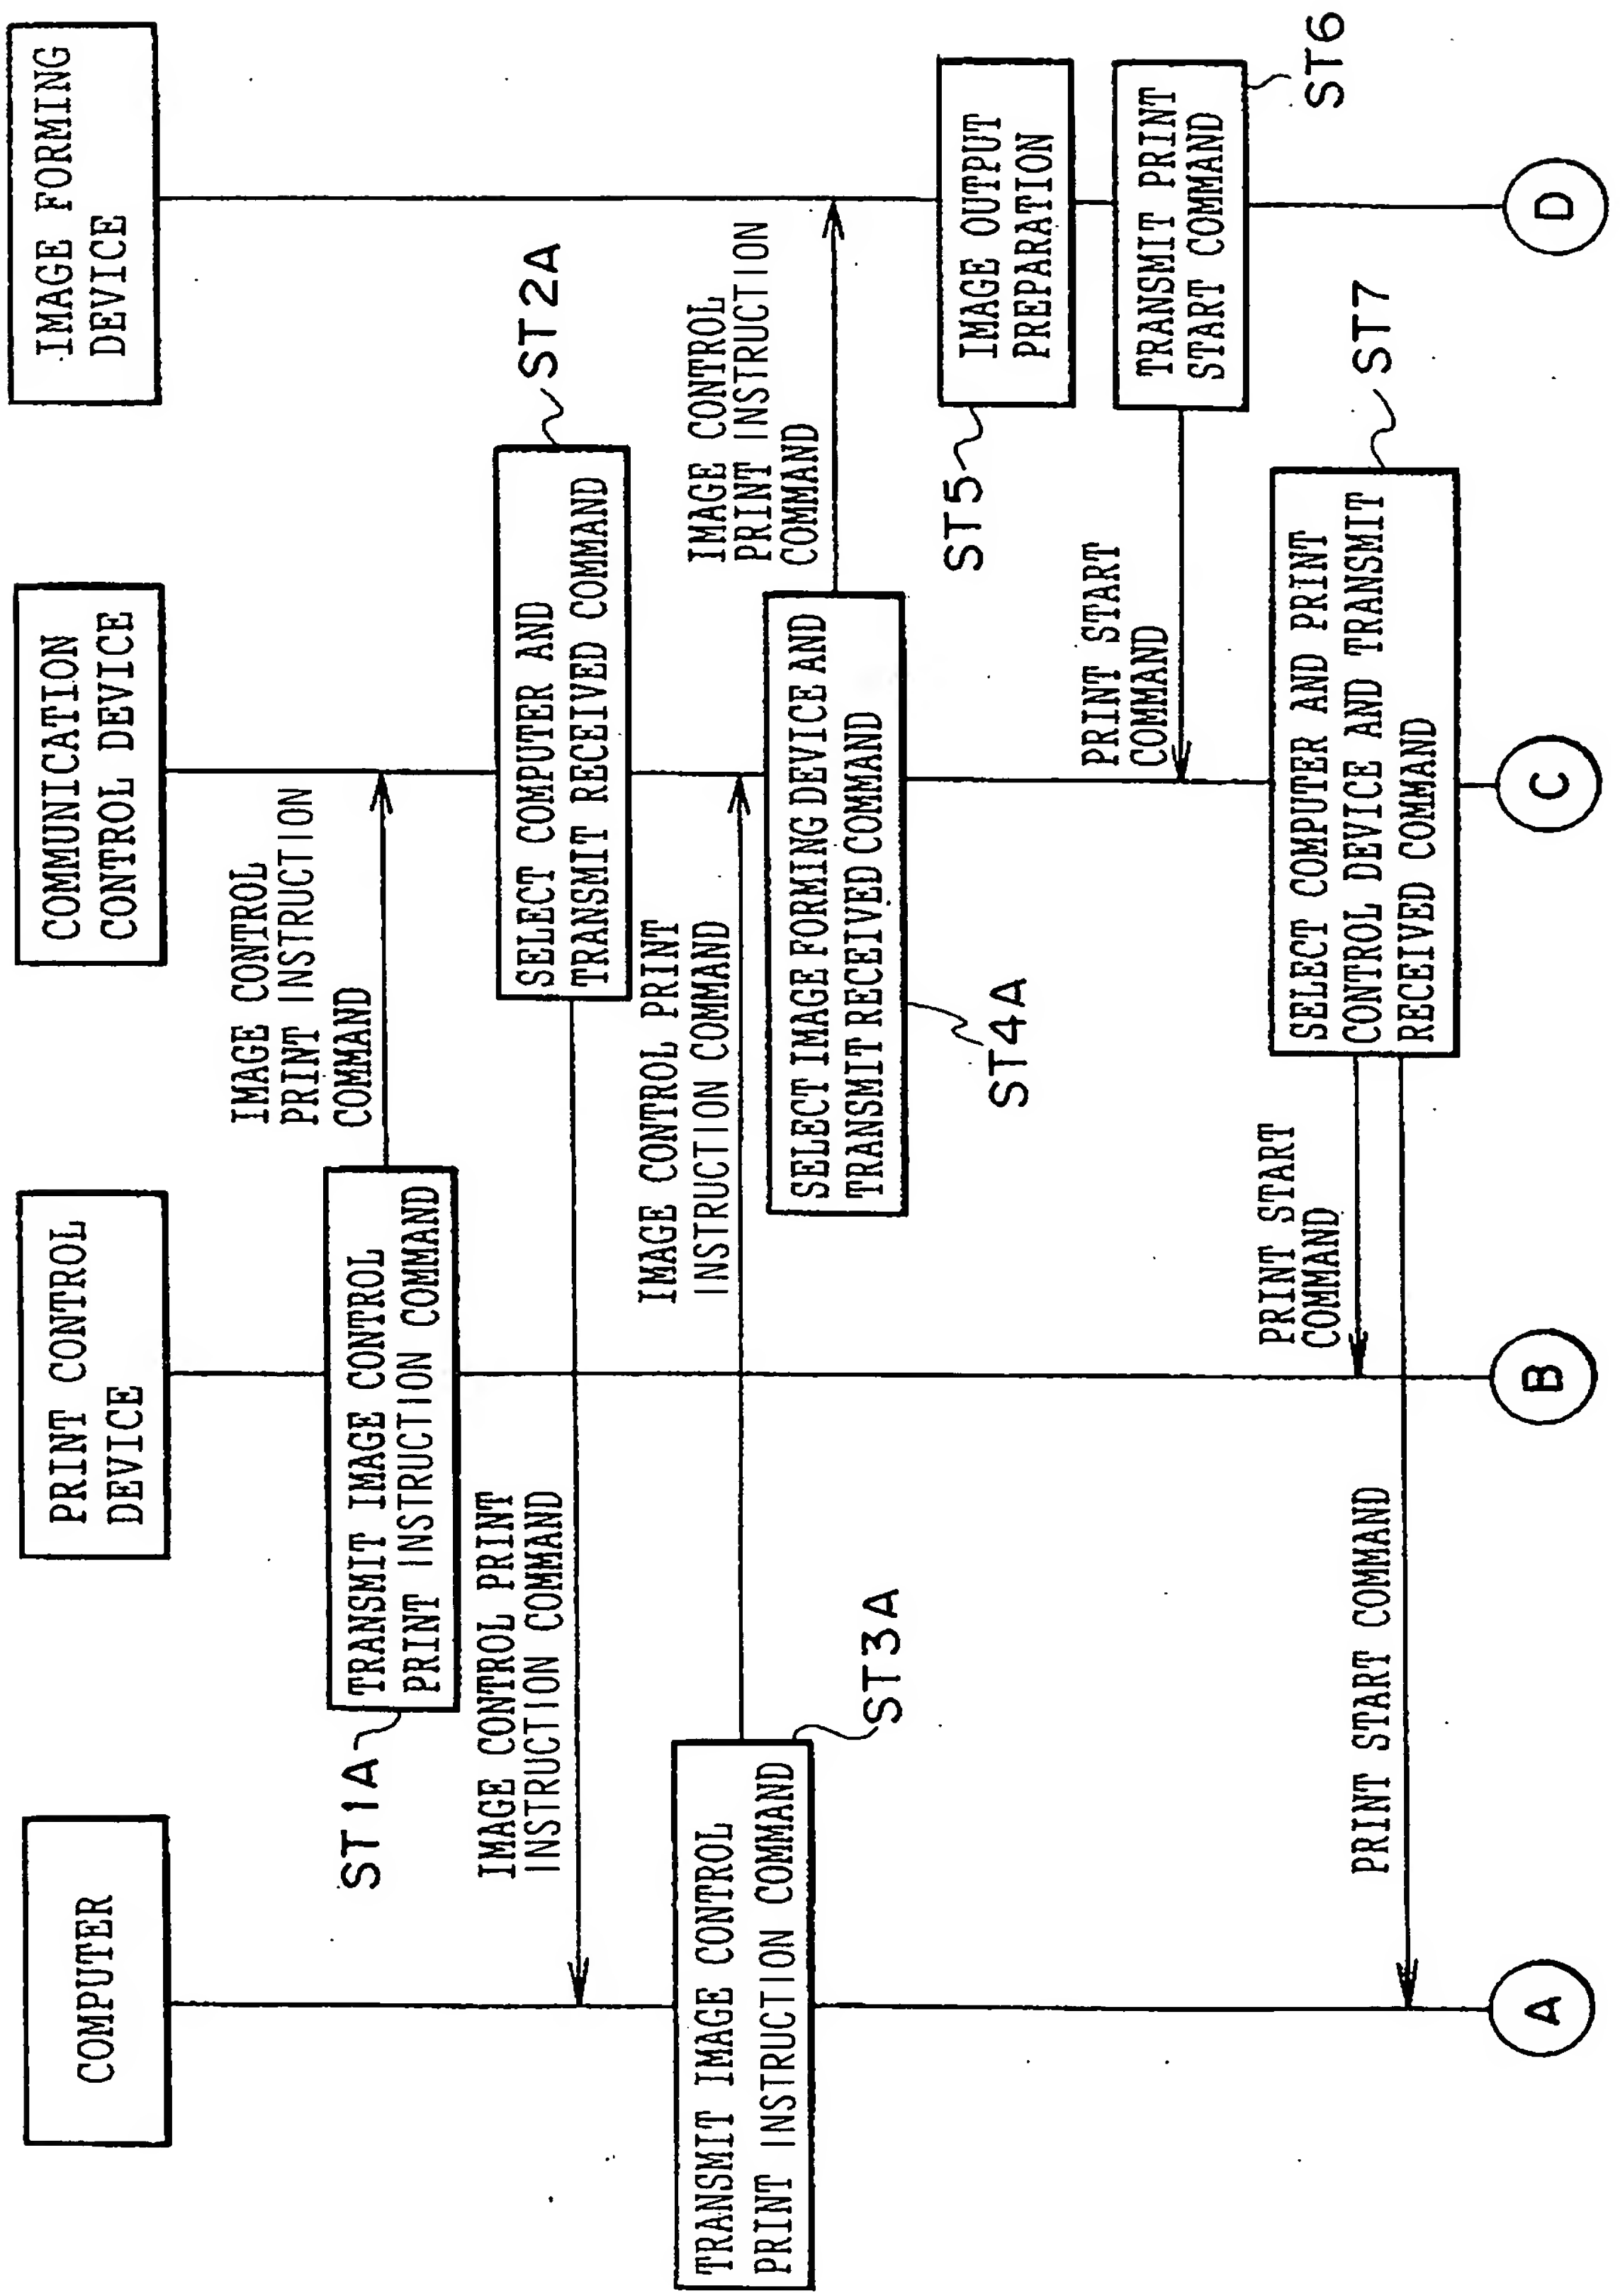 COMPUTER
PRINT CONTROL
DEVICE
COMMUNICATION
CONTROL DEVICE
IMAGE FORMING
DEVICE
ST1A
TRANSMIT IMAGE CONTROL
PRINT INSTRUCTION COMMAND
IMAGE CONTROL
PRINT INSTRUCTION
COMMAND
SELECT COMPUTER AND
TRANSMIT RECEIVED COMMAND
ST2A
IMAGE CONTROL PRINT
INSTRUCTION COMMAND
TRANSMIT IMAGE CONTROL
PRINT INSTRUCTION COMMAND
ST3A
IMAGE CONTROL PRINT
INSTRUCTION COMMAND
SELECT IMAGE FORMING DEVICE AND
TRANSMIT RECEIVED COMMAND
ST4A
IMAGE CONTROL
PRINT INSTRUCTION
COMMAND
ST5
IMAGE OUTPUT
PREPARATION
TRANSMIT PRINT
START COMMAND
ST6
PRINT START
COMMAND
SELECT COMPUTER AND PRINT
CONTROL DEVICE AND TRANSMIT
RECEIVED COMMAND
ST7
PRINT START
COMMAND
PRINT START COMMAND
A
B
C
D